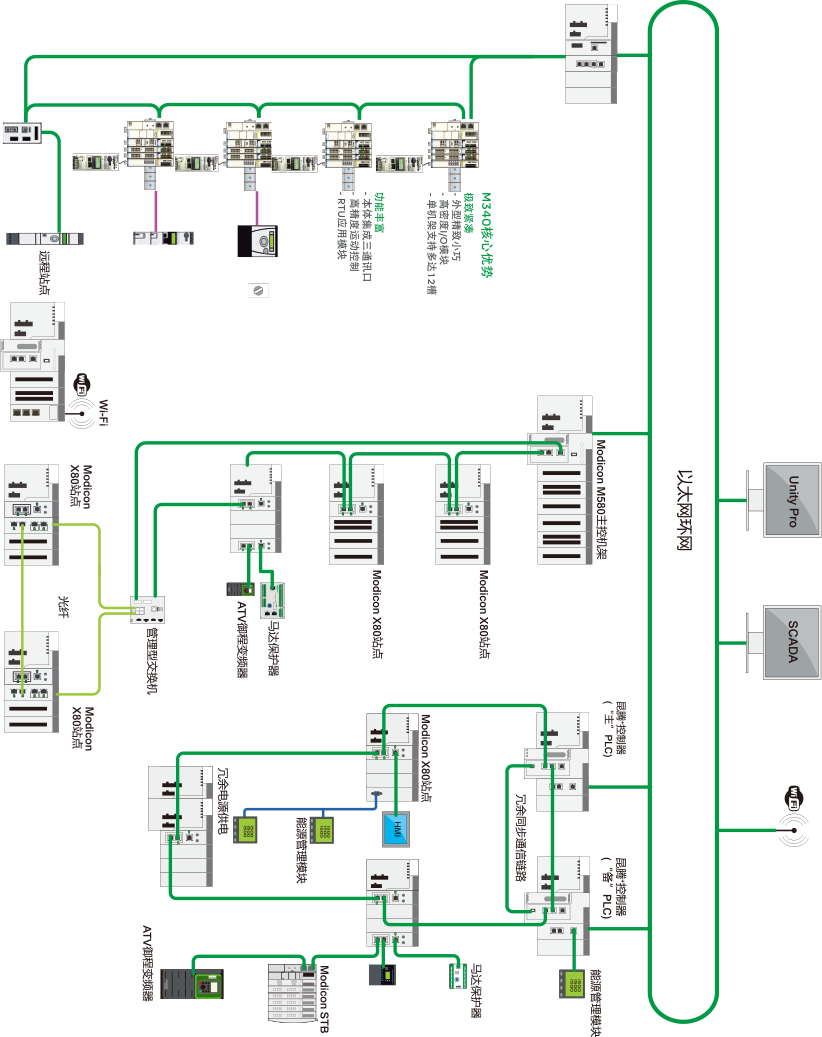 Unity Pro
SCADA
Wi Fi
以太网环网
M340核心优势
极致紧凑
- 外型精致小巧
- 高密度I/O模块
- 单机架支持多达12槽
功能丰富
- 本体集成三通讯口
- 高精度运动控制
- RTU应用模块
远程站点
Modicon M580主控机架
Modicon X80站点
Modicon X80站点
马达保护器
ATV御程变频器
管理型交换机
Wi-Fi
Wi Fi
Modicon
X80站点
光纤
Modicon
X80站点
昆腾+控制器
(“主”PLC)
昆腾+控制器
(“备”PLC)
冗余同步通信链路
能源管理模块
Modicon X80站点
HMI
能源管理模块
冗余电源供电
马达保护器
Modicon STB
ATV御程变频器